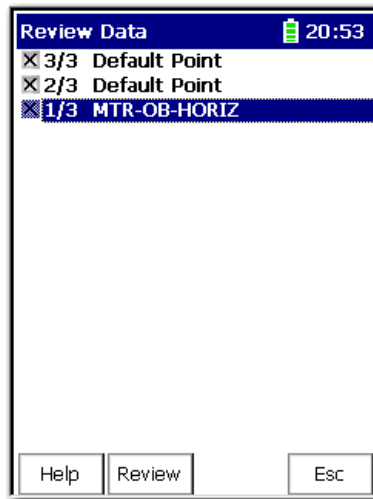 Review Data 20:53
3/3 Default Point
2/3 Default Point
1/3 MTR-OB-HORIZ
Help Review Esc